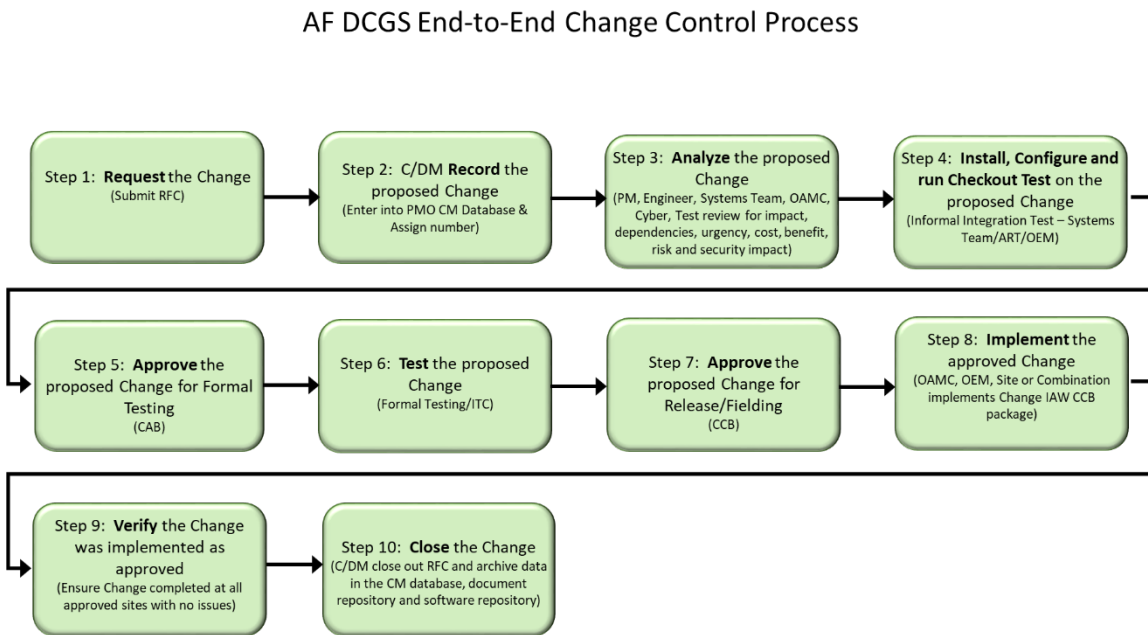 AF DCGS End-to-End Change Control Process
Step 1: Request the Change
(Submit RFC)
Step 2: C/DM Record the
proposed Change
(Enter into PMO CM Database &
Assign number)
Step 3: Analyze the proposed
Change
(PM, Engineer, Systems Team, OAMC,
Cyber, Test review for impact,
dependencies, urgency, cost, benefit,
risk and security impact)
Step 4: Install, Configure and
run Checkout Test on the
proposed Change
(Informal Integration Test – Systems
Team/ART/OEM)
Step 5: Approve the
proposed Change for Formal
Testing
(CAB)
Step 6: Test the proposed
Change
(Formal Testing/ITC)
Step 7: Approve the
proposed Change for
Release/Fielding
(CCB)
Step 8: Implement the
approved Change
(OAMC, OEM, Site or Combination
implements Change IAW CCB
package)
Step 9: Verify the Change
was implemented as
approved
(Ensure Change completed at all
approved sites with no issues)
Step 10: Close the Change
(C/DM close out RFC and archive data
in the CM database, document
repository and software repository)